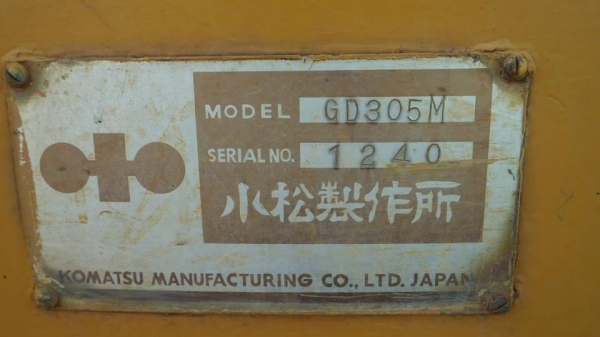 MODEL GD305M
SERIAL NO. 1240
小松製作所
KOMATSU MANUFACTURING CO., LTD. JAPAN